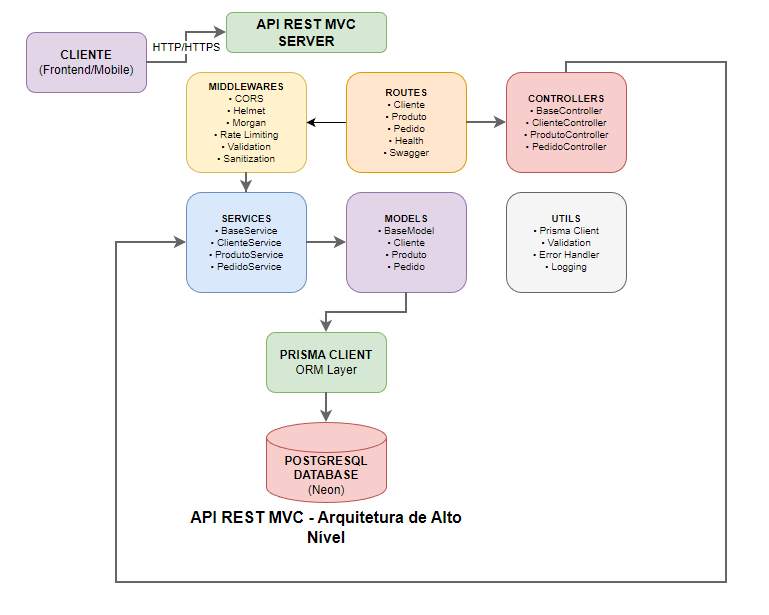 API REST MVC
SERVER
CLIENTE
(Frontend/Mobile)
HTTP/HTTPS
MIDDLEWARES
• CORS
• Helmet
• Morgan
• Rate Limiting
• Validation
• Sanitization
ROUTES
• Cliente
• Produto
• Pedido
• Health
• Swagger
CONTROLLERS
• BaseController
• ClienteController
• ProdutoController
• PedidoController
SERVICES
• BaseService
• ClienteService
• ProdutoService
• PedidoService
MODELS
• BaseModel
• Cliente
• Produto
• Pedido
UTILS
• Prisma Client
• Validation
• Error Handler
• Logging
PRISMA CLIENT
ORM Layer
POSTGRESQL
DATABASE
(Neon)
API REST MVC - Arquitetura de Alto
Nível